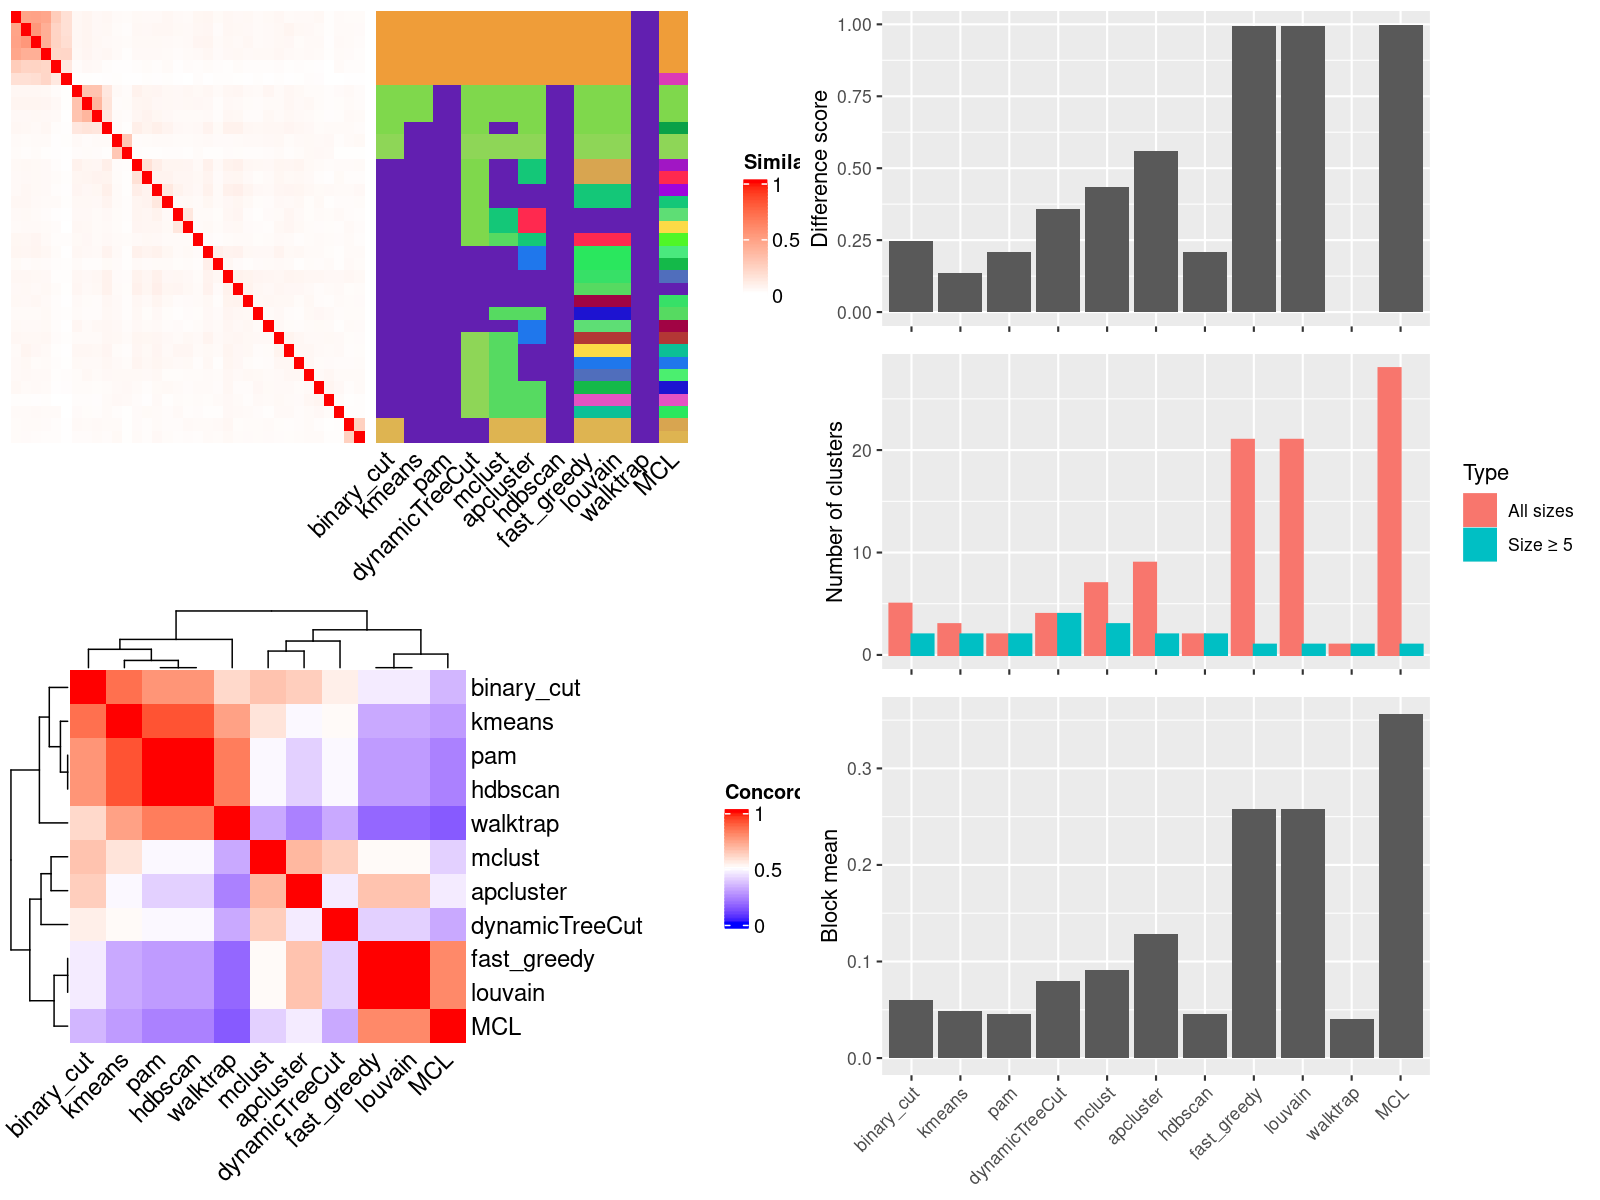 Simila
1
0.5
0
binary_cut
kmeans
pam
dynamicTreeCut
mclust
apcluster
hdbscan
fast_greedy
louvain
walktrap
MCL
Difference score
1.00
0.75
0.50
0.25
0.00
Number of clusters
20
10
0
Type
All sizes
Size ≥ 5
binary_cut
kmeans
pam
hdbscan
walktrap
mclust
apcluster
dynamicTreeCut
fast_greedy
louvain
MCL
binary_cut
kmeans
pam
hdbscan
walktrap
mclust
apcluster
dynamicTreeCut
fast_greedy
louvain
MCL
Concord
1
0.5
0
Block mean
0.3
0.2
0.1
0.0
binary_cut
kmeans
pam
dynamicTreeCut
mclust
apcluster
hdbscan
fast_greedy
louvain
walktrap
MCL